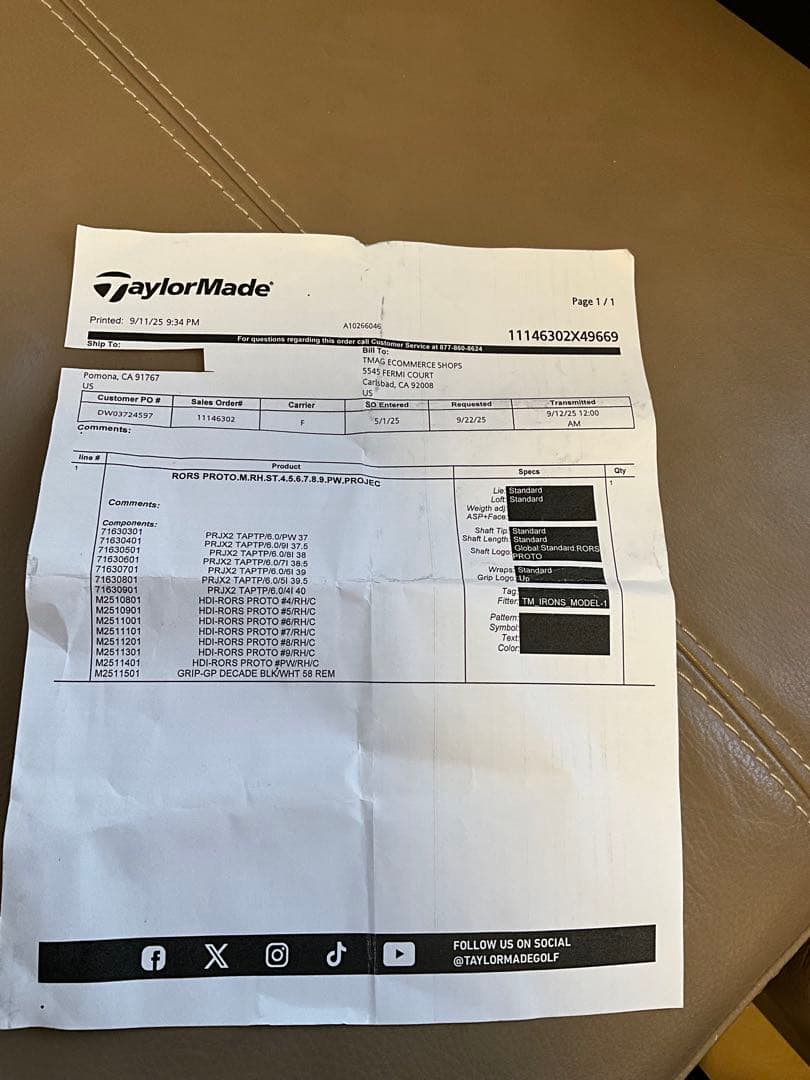 TaylorMade
Page 1 / 1
Printed: 9/11/25 9:34 PM
A10266046
11146302X49669
For questions regarding this order call Customer Service at 877-860-8624
Ship To:
Bill To:
TMAG ECOMMERCE SHOPS
5545 FERMI COURT
Carlsbad, CA 92008
US
Pomona, CA 91767
US
Customer PO # Sales Order# Carrier SO Entered Requested Transmitted
DW03724597 11146302 F 5/1/25 9/22/25 9/12/25 12:00 AM
Comments:
line # Product Specs Qty
1 RORS PROTO.M.RH.ST.4.5.6.7.8.9.PW.PROJEC 1
Comments:
Components:
71630301 PRJX2 TAPTP/6.0/PW 37
71630401 PRJX2 TAPTP/6.0/9I 37.5
71630501 PRJX2 TAPTP/6.0/8I 38
71630601 PRJX2 TAPTP/6.0/7I 38.5
71630701 PRJX2 TAPTP/6.0/6I 39
71630801 PRJX2 TAPTP/6.0/5I 39.5
71630901 PRJX2 TAPTP/6.0/4I 40
M2510801 HDI-RORS PROTO #4/RH/C
M2510901 HDI-RORS PROTO #5/RH/C
M2511001 HDI-RORS PROTO #6/RH/C
M2511101 HDI-RORS PROTO #7/RH/C
M2511201 HDI-RORS PROTO #8/RH/C
M2511301 HDI-RORS PROTO #9/RH/C
M2511401 HDI-RORS PROTO #PW/RH/C
M2511501 GRIP-GP DECADE BLK/WHT 58 REM
Lie: Standard
Loft: Standard
Weigth adj:
ASP+Face:
Shaft Tip: Standard
Shaft Length: Standard
Shaft Logo: Global Standard:RORS
PROTO
Wraps: Standard
Grip Logo: Up
Tag:
Fitter: TM_IRONS_MODEL-1
Pattern:
Symbol:
Text:
Color:
FOLLOW US ON SOCIAL
@TAYLORMADEGOLF